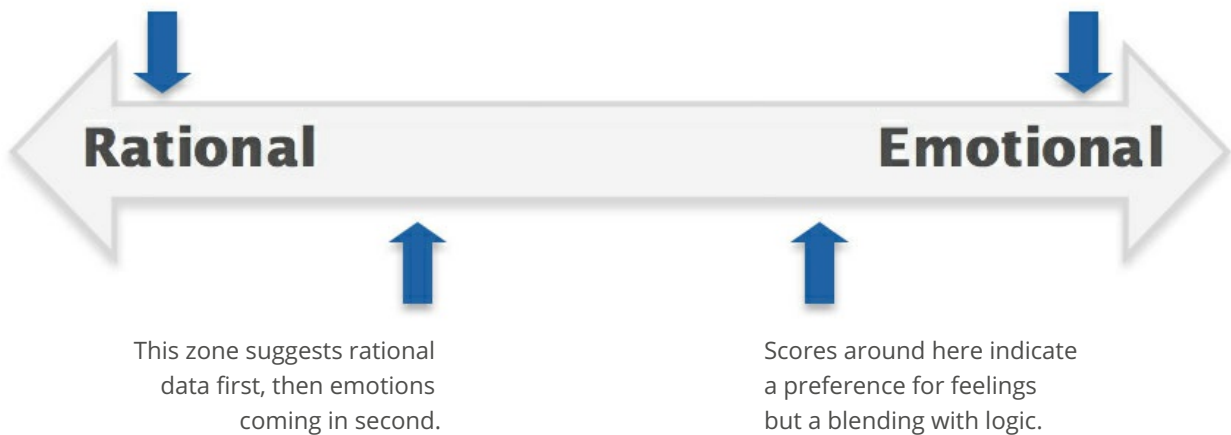 Rational
Emotional
This zone suggests rational
data first, then emotions
coming in second.
Scores around here indicate
a preference for feelings
but a blending with logic.